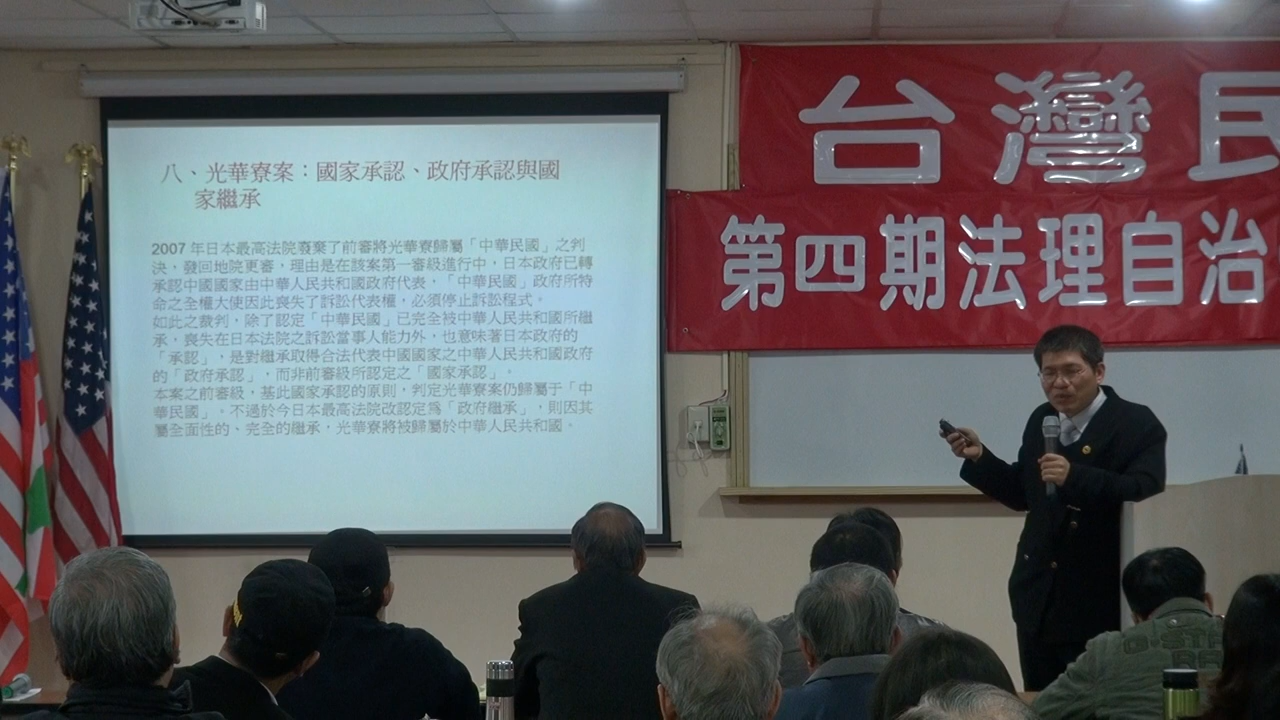 八、光華寮案：國家承認、政府承認與國
家繼承
2007 年日本最高法院廢棄了前審將光華寮歸屬「中華民國」之判
決，發回地院更審，理由是在該案第一審級進行中，日本政府已轉
承認中國國家由中華人民共和國政府代表，「中華民國」政府所特
命之全權大使因此喪失了訴訟代表權，必須停止訴訟程式。
如此之裁判，除了認定「中華民國」已完全被中華人民共和國所繼
承，喪失在日本法院之訴訟當事人能力外，也意味著日本政府的
「承認」，是對繼承取得合法代表中國國家之中華人民共和國政府
的「政府承認」，而非前審級所認定之「國家承認」。
本案之前審級，基此國家承認的原則，判定光華寮案仍歸屬于「中
華民國」。不過於今日本最高法院改認定爲「政府繼承」，則因其
屬全面性的、完全的繼承，光華寮將被歸屬於中華人民共和國。
台灣民
第四期法理自治